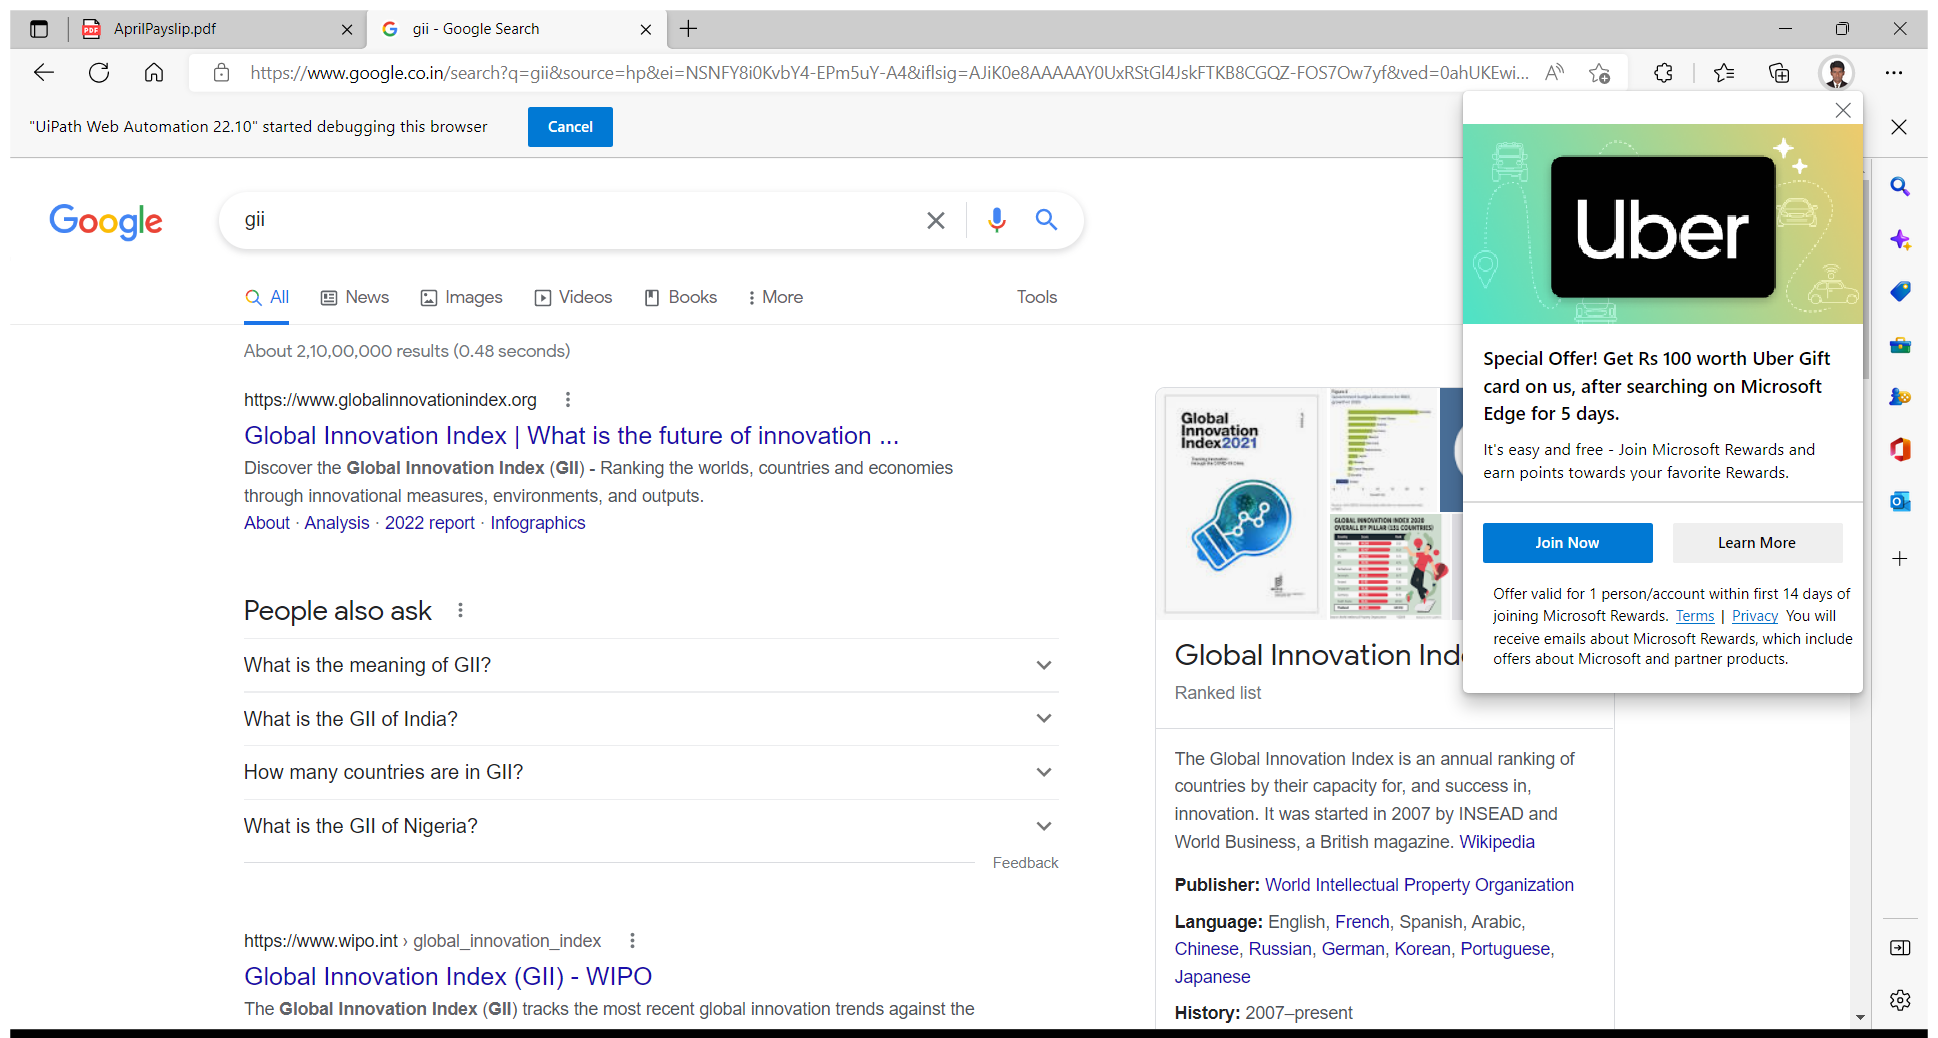 AprilPayslip.pdf
gii - Google Search
https://www.google.co.in/search?q=gii&source=hp&ei=NSNFY8i0KvbY4-EPm5uY-A4&iflsig=AJiK0e8AAAAAY0UxRStGl4JskFTKB8CGQZ-FOS7Ow7yf&ved=0ahUKEwi...
"UiPath Web Automation 22.10" started debugging this browser
Cancel
Google
gii
All
News
Images
Videos
Books
More
Tools
About 2,10,00,000 results (0.48 seconds)
https://www.globalinnovationindex.org
Global Innovation Index | What is the future of innovation ...
Discover the Global Innovation Index (GII) - Ranking the worlds, countries and economies
through innovational measures, environments, and outputs.
About · Analysis · 2022 report · Infographics
People also ask
What is the meaning of GII?
What is the GII of India?
How many countries are in GII?
What is the GII of Nigeria?
Feedback
https://www.wipo.int › global_innovation_index
Global Innovation Index (GII) - WIPO
The Global Innovation Index (GII) tracks the most recent global innovation trends against the
Global
Innovation
Index2021
GLOBAL INNOVATION INDEX 2020
OVERALL BY PILLAR (131 COUNTRIES)
Global Innovation Ind
Ranked list
The Global Innovation Index is an annual ranking of
countries by their capacity for, and success in,
innovation. It was started in 2007 by INSEAD and
World Business, a British magazine. Wikipedia
Publisher: World Intellectual Property Organization
Language: English, French, Spanish, Arabic,
Chinese, Russian, German, Korean, Portuguese,
Japanese
History: 2007–present
Uber
Special Offer! Get Rs 100 worth Uber Gift
card on us, after searching on Microsoft
Edge for 5 days.
It's easy and free - Join Microsoft Rewards and
earn points towards your favorite Rewards.
Join Now
Learn More
Offer valid for 1 person/account within first 14 days of
joining Microsoft Rewards. Terms | Privacy You will
receive emails about Microsoft Rewards, which include
offers about Microsoft and partner products.